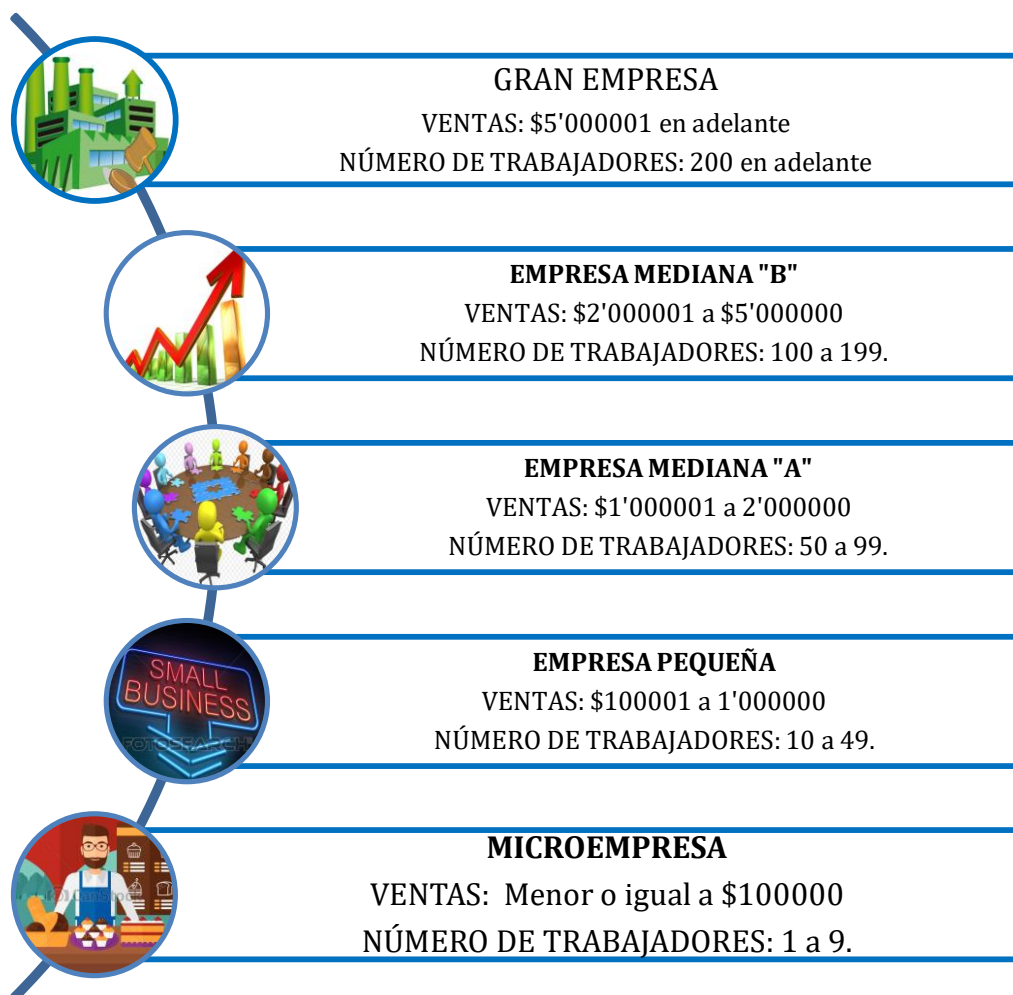 GRAN EMPRESA
VENTAS: $5'000001 en adelante
NÚMERO DE TRABAJADORES: 200 en adelante
EMPRESA MEDIANA "B"
VENTAS: $2'000001 a $5'000000
NÚMERO DE TRABAJADORES: 100 a 199.
EMPRESA MEDIANA "A"
VENTAS: $1'000001 a 2'000000
NÚMERO DE TRABAJADORES: 50 a 99.
SMALL
BUSINESS
FOTOSEARCH
EMPRESA PEQUEÑA
VENTAS: $100001 a 1'000000
NÚMERO DE TRABAJADORES: 10 a 49.
MICROEMPRESA
VENTAS: Menor o igual a $100000
NÚMERO DE TRABAJADORES: 1 a 9.